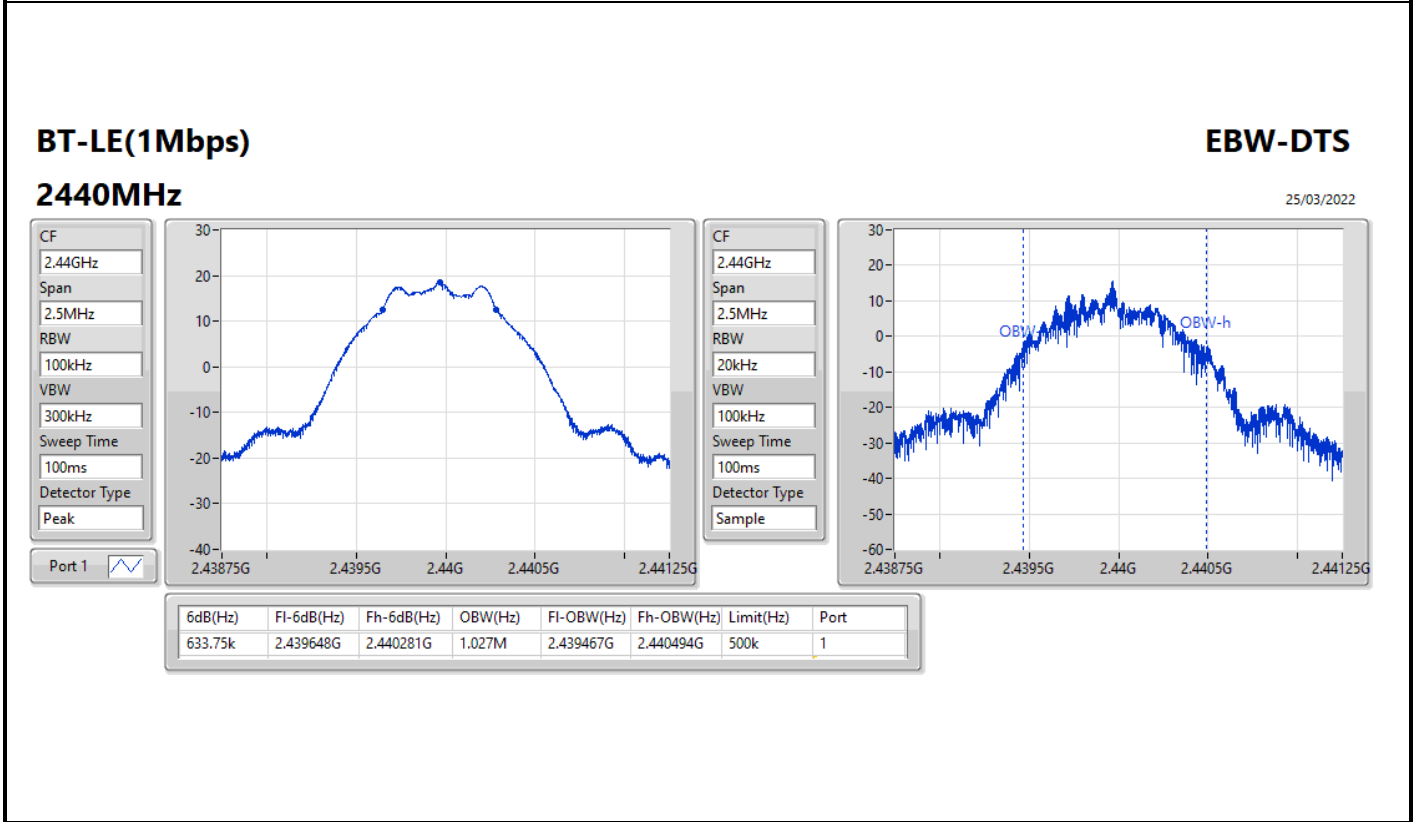 BT-LE(1Mbps)
EBW-DTS
2440MHz
25/03/2022
CF
2.44GHz
Span
2.5MHz
RBW
100kHz
VBW
300kHz
Sweep Time
100ms
Detector Type
Peak
Port 1
30
20
10
0
-10
-20
-30
-40
2.43875G 2.4395G 2.44G 2.4405G 2.44125G
CF
2.44GHz
Span
2.5MHz
RBW
20kHz
VBW
100kHz
Sweep Time
100ms
Detector Type
Sample
30
20
10
0
-10
-20
-30
-40
-50
-60
OBW-h
2.43875G 2.4395G 2.44G 2.4405G 2.44125G
6dB(Hz) Fl-6dB(Hz) Fh-6dB(Hz) OBW(Hz) Fl-OBW(Hz) Fh-OBW(Hz) Limit(Hz) Port
633.75k 2.439648G 2.440281G 1.027M 2.439467G 2.440494G 500k 1